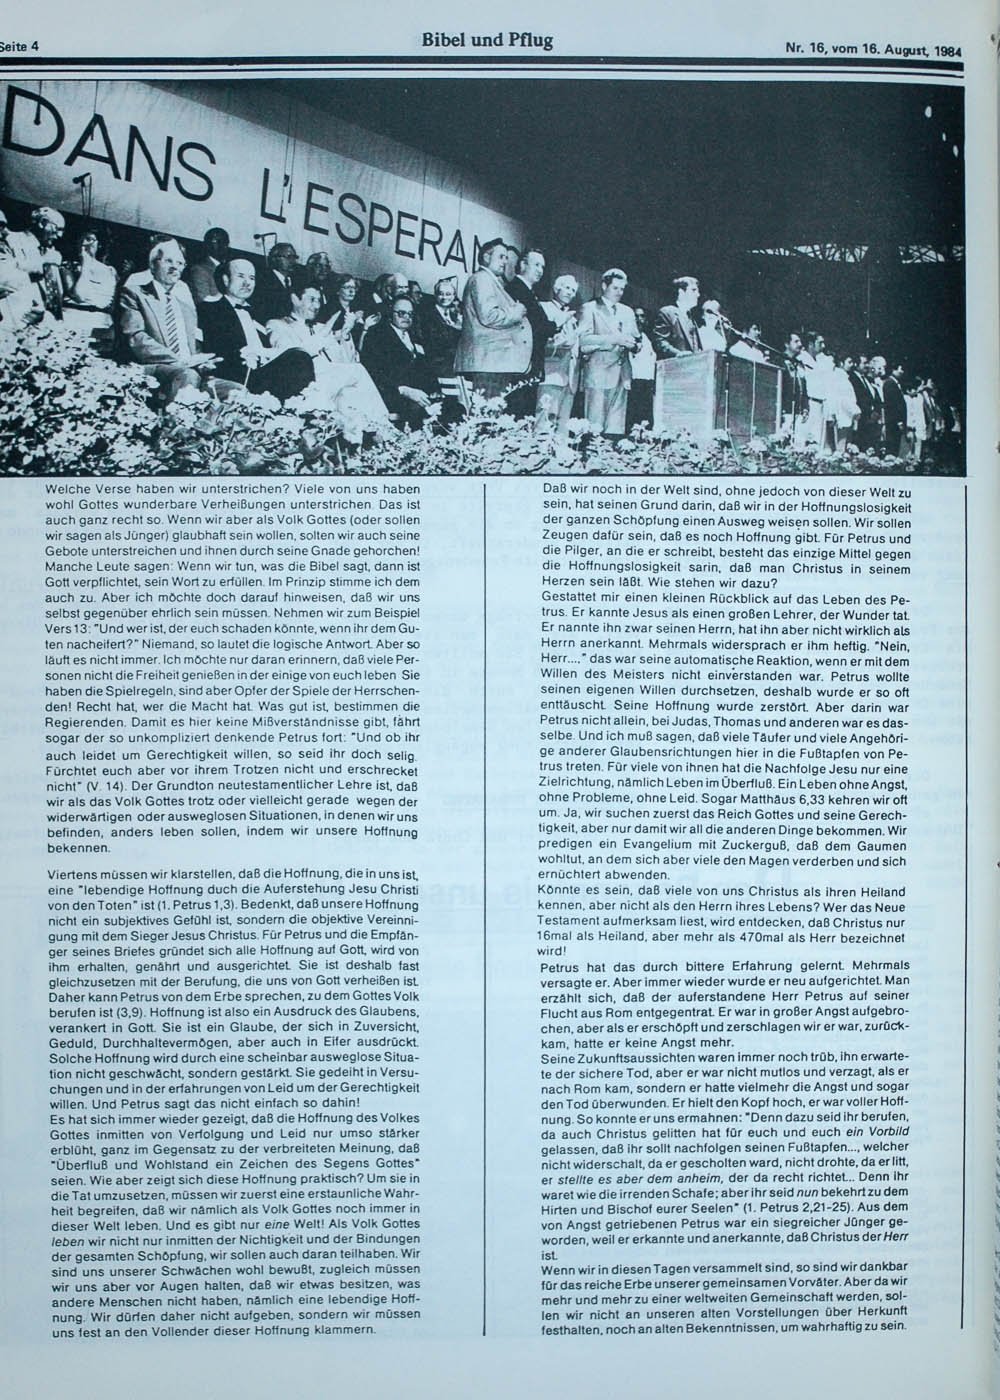 Seite 4
Bibel und Pflug
Nr. 16, vom 16. August, 1984
DANS L'ESPERAN
Welche Verse haben wir unterstrichen? Viele von uns haben
wohl Gottes wunderbare Verheißungen unterstrichen. Das ist
auch ganz recht so. Wenn wir aber als Volk Gottes (oder sollen
wir sagen als Jünger) glaubhaft sein wollen, solten wir auch seine
Gebote unterstreichen und ihnen durch seine Gnade gehorchen!
Manche Leute sagen: Wenn wir tun, was die Bibel sagt, dann ist
Gott verpflichtet, sein Wort zu erfüllen. Im Prinzip stimme ich dem
auch zu. Aber ich möchte doch darauf hinweisen, daß wir uns
selbst gegenüber ehrlich sein müssen. Nehmen wir zum Beispiel
Vers 13: "Und wer ist, der euch schaden könnte, wenn ihr dem Gu-
ten nacheifert?" Niemand, so lautet die logische Antwort. Aber so
läuft es nicht immer. Ich möchte nur daran erinnern, daß viele Per-
sonen nicht die Freiheit genießen in der einige von euch leben. Sie
haben die Spielregeln, sind aber Opfer der Spiele der Herrschen-
den! Recht hat, wer die Macht hat. Was gut ist, bestimmen die
Regierenden. Damit es hier keine Mißverständnisse gibt, fährt
sogar der so unkompliziert denkende Petrus fort: "Und ob ihr
auch leidet um Gerechtigkeit willen, so seid ihr doch selig.
Fürchtet euch aber vor ihrem Trotzen nicht und erschrecket
nicht" (V. 14). Der Grundton neutestamentlicher Lehre ist, daß
wir als das Volk Gottes trotz oder vielleicht gerade wegen der
widerwärtigen oder ausweglosen Situationen, in denen wir uns
befinden, anders leben sollen, indem wir unsere Hoffnung
bekennen.
Viertens müssen wir klarstellen, daß die Hoffnung, die in uns ist,
eine "lebendige Hoffnung duch die Auferstehung Jesu Christi
von den Toten" ist (1. Petrus 1,3). Bedenkt, daß unsere Hoffnung
nicht ein subjektives Gefühl ist, sondern die objektive Vereinni-
gung mit dem Sieger Jesus Christus. Für Petrus und die Empfän-
ger seines Briefes gründet sich alle Hoffnung auf Gott, wird von
ihm erhalten, genährt und ausgerichtet. Sie ist deshalb fast
gleichzusetzen mit der Berufung, die uns von Gott verheißen ist.
Daher kann Petrus von dem Erbe sprechen, zu dem Gottes Volk
berufen ist (3,9). Hoffnung ist also ein Ausdruck des Glaubens,
verankert in Gott. Sie ist ein Glaube, der sich in Zuversicht,
Geduld, Durchhaltevermögen, aber auch in Eifer ausdrückt.
Solche Hoffnung wird durch eine scheinbar ausweglose Situa-
tion nicht geschwächt, sondern gestärkt. Sie gedeiht in Versu-
chungen und in der erfahrungen von Leid um der Gerechtigkeit
willen. Und Petrus sagt das nicht einfach so dahin!
Es hat sich immer wieder gezeigt, daß die Hoffnung des Volkes
Gottes inmitten von Verfolgung und Leid nur umso stärker
erblüht, ganz im Gegensatz zu der verbreiteten Meinung, daß
"Überfluß und Wohlstand ein Zeichen des Segens Gottes"
seien. Wie aber zeigt sich diese Hoffnung praktisch? Um sie in
die Tat umzusetzen, müssen wir zuerst eine erstaunliche Wahr-
heit begreifen, daß wir nämlich als Volk Gottes noch immer in
dieser Welt leben. Und es gibt nur eine Welt! Als Volk Gottes
leben wir nicht nur inmitten der Nichtigkeit und der Bindungen
der gesamten Schöpfung, wir sollen auch daran teilhaben. Wir
sind uns unserer Schwächen wohl bewußt, zugleich müssen
wir uns aber vor Augen halten, daß wir etwas besitzen, was
andere Menschen nicht haben, nämlich eine lebendige Hoff-
nung. Wir dürfen daher nicht aufgeben, sondern wir müssen
uns fest an den Vollender dieser Hoffnung klammern.
Daß wir noch in der Welt sind, ohne jedoch von dieser Welt zu
sein, hat seinen Grund darin, daß wir in der Hoffnungslosigkeit
der ganzen Schöpfung einen Ausweg weisen sollen. Wir sollen
Zeugen dafür sein, daß es noch Hoffnung gibt. Für Petrus und
die Pilger, an die er schreibt, besteht das einzige Mittel gegen
die Hoffnungslosigkeit sarin, daß man Christus in seinem
Herzen sein läßt. Wie stehen wir dazu?
Gestattet mir einen kleinen Rückblick auf das Leben des Pe-
trus. Er kannte Jesus als einen großen Lehrer, der Wunder tat.
Er nannte ihn zwar seinen Herrn, hat ihn aber nicht wirklich als
Herrn anerkannt. Mehrmals widersprach er ihm heftig. "Nein,
Herr....," das war seine automatische Reaktion, wenn er mit dem
Willen des Meisters nicht einverstanden war. Petrus wollte
seinen eigenen Willen durchsetzen, deshalb wurde er so oft
enttäuscht. Seine Hoffnung wurde zerstört. Aber darin war
Petrus nicht allein, bei Judas, Thomas und anderen war es das-
selbe. Und ich muß sagen, daß viele Täufer und viele Angehöri-
ge anderer Glaubensrichtungen hier in die Fußtapfen von Pe-
trus treten. Für viele von ihnen hat die Nachfolge Jesu nur eine
Zielrichtung, nämlich Leben im Überfluß. Ein Leben ohne Angst,
ohne Probleme, ohne Leid. Sogar Matthäus 6,33 kehren wir oft
um. Ja, wir suchen zuerst das Reich Gottes und seine Gerech-
tigkeit, aber nur damit wir all die anderen Dinge bekommen. Wir
predigen ein Evangelium mit Zuckerguß, daß dem Gaumen
wohltut, an dem sich aber viele den Magen verderben und sich
ernüchtert abwenden.
Könnte es sein, daß viele von uns Christus als ihren Heiland
kennen, aber nicht als den Herrn ihres Lebens? Wer das Neue
Testament aufmerksam liest, wird entdecken, daß Christus nur
16mal als Heiland, aber mehr als 470mal als Herr bezeichnet
wird!
Petrus hat das durch bittere Erfahrung gelernt. Mehrmals
versagte er. Aber immer wieder wurde er neu aufgerichtet. Man
erzählt sich, daß der auferstandene Herr Petrus auf seiner
Flucht aus Rom entgegentrat. Er war in großer Angst aufgebro-
chen, aber als er erschöpft und zerschlagen wir er war, zurück-
kam, hatte er keine Angst mehr.
Seine Zukunftsaussichten waren immer noch trüb, ihn erwarte-
te der sichere Tod, aber er war nicht mutlos und verzagt, als er
nach Rom kam, sondern er hatte vielmehr die Angst und sogar
den Tod überwunden. Er hielt den Kopf hoch, er war voller Hoff-
nung. So konnte er uns ermahnen: "Denn dazu seid ihr berufen,
da auch Christus gelitten hat für euch und euch ein Vorbild
gelassen, daß ihr sollt nachfolgen seinen Fußtapfen..., welcher
nicht widerschalt, da er gescholten ward, nicht drohte, da er litt,
er stellte es aber dem anheim, der da recht richtet... Denn ihr
waret wie die irrenden Schafe; aber ihr seid nun bekehrt zu dem
Hirten und Bischof eurer Seelen" (1. Petrus 2,21-25). Aus dem
von Angst getriebenen Petrus war ein siegreicher Jünger ge-
worden, weil er erkannte und anerkannte, daß Christus der Herr
ist.
Wenn wir in diesen Tagen versammelt sind, so sind wir dankbar
für das reiche Erbe unserer gemeinsamen Vorväter. Aber da wir
mehr und mehr zu einer weltweiten Gemeinschaft werden, sol-
len wir nicht an unseren alten Vorstellungen über Herkunft
festhalten, noch an alten Bekenntnissen, um wahrhaftig zu sein.